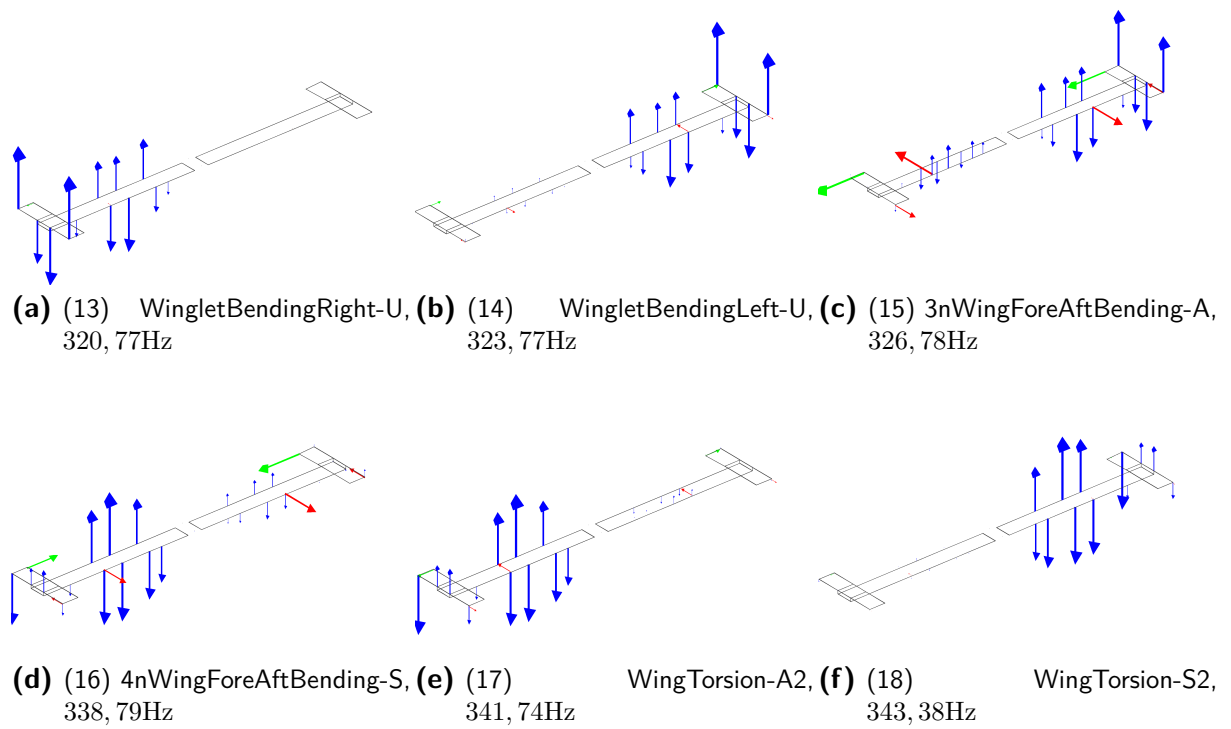 (a) (13) WingletBendingRight-U,
320, 77Hz
(b) (14) WingletBendingLeft-U,
323, 77Hz
(c) (15) 3nWingForeAftBending-A,
326, 78Hz
(d) (16) 4nWingForeAftBending-S,
338, 79Hz
(e) (17) WingTorsion-A2,
341, 74Hz
(f) (18) WingTorsion-S2,
343, 38Hz